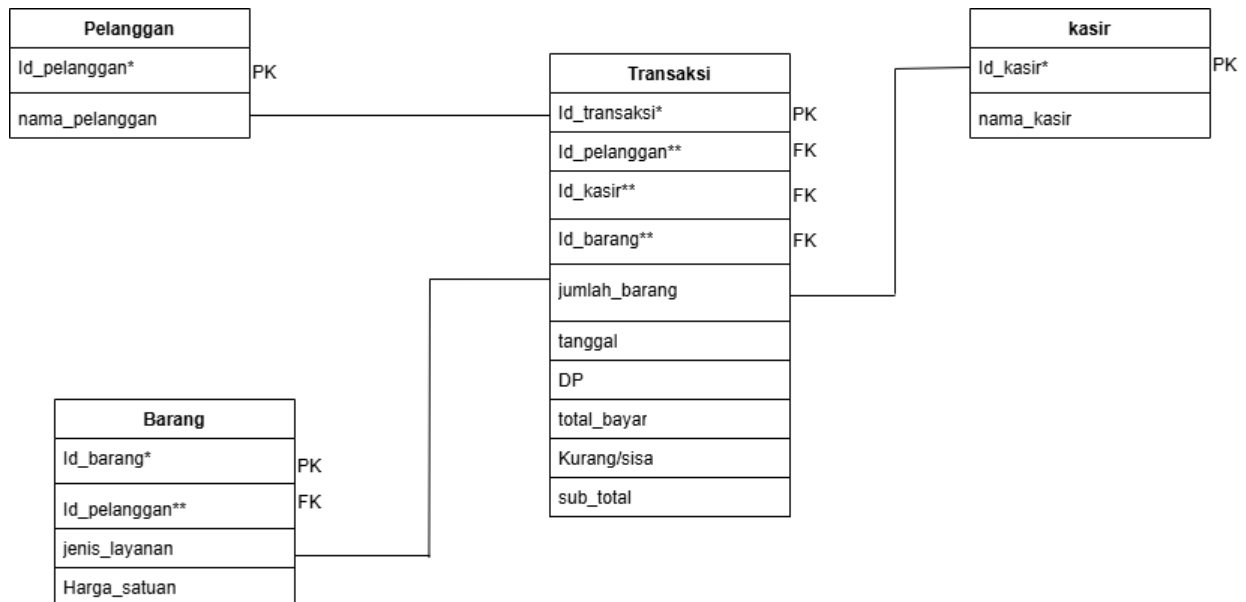 Pelanggan
Id_pelanggan*
PK
nama_pelanggan
Transaksi
Id_transaksi*
PK
Id_pelanggan**
FK
Id_kasir**
FK
Id_barang**
FK
jumlah_barang
tanggal
DP
total_bayar
Kurang/sisa
sub_total
kasir
Id_kasir*
PK
nama_kasir
Barang
Id_barang*
PK
Id_pelanggan**
FK
jenis_layanan
Harga_satuan